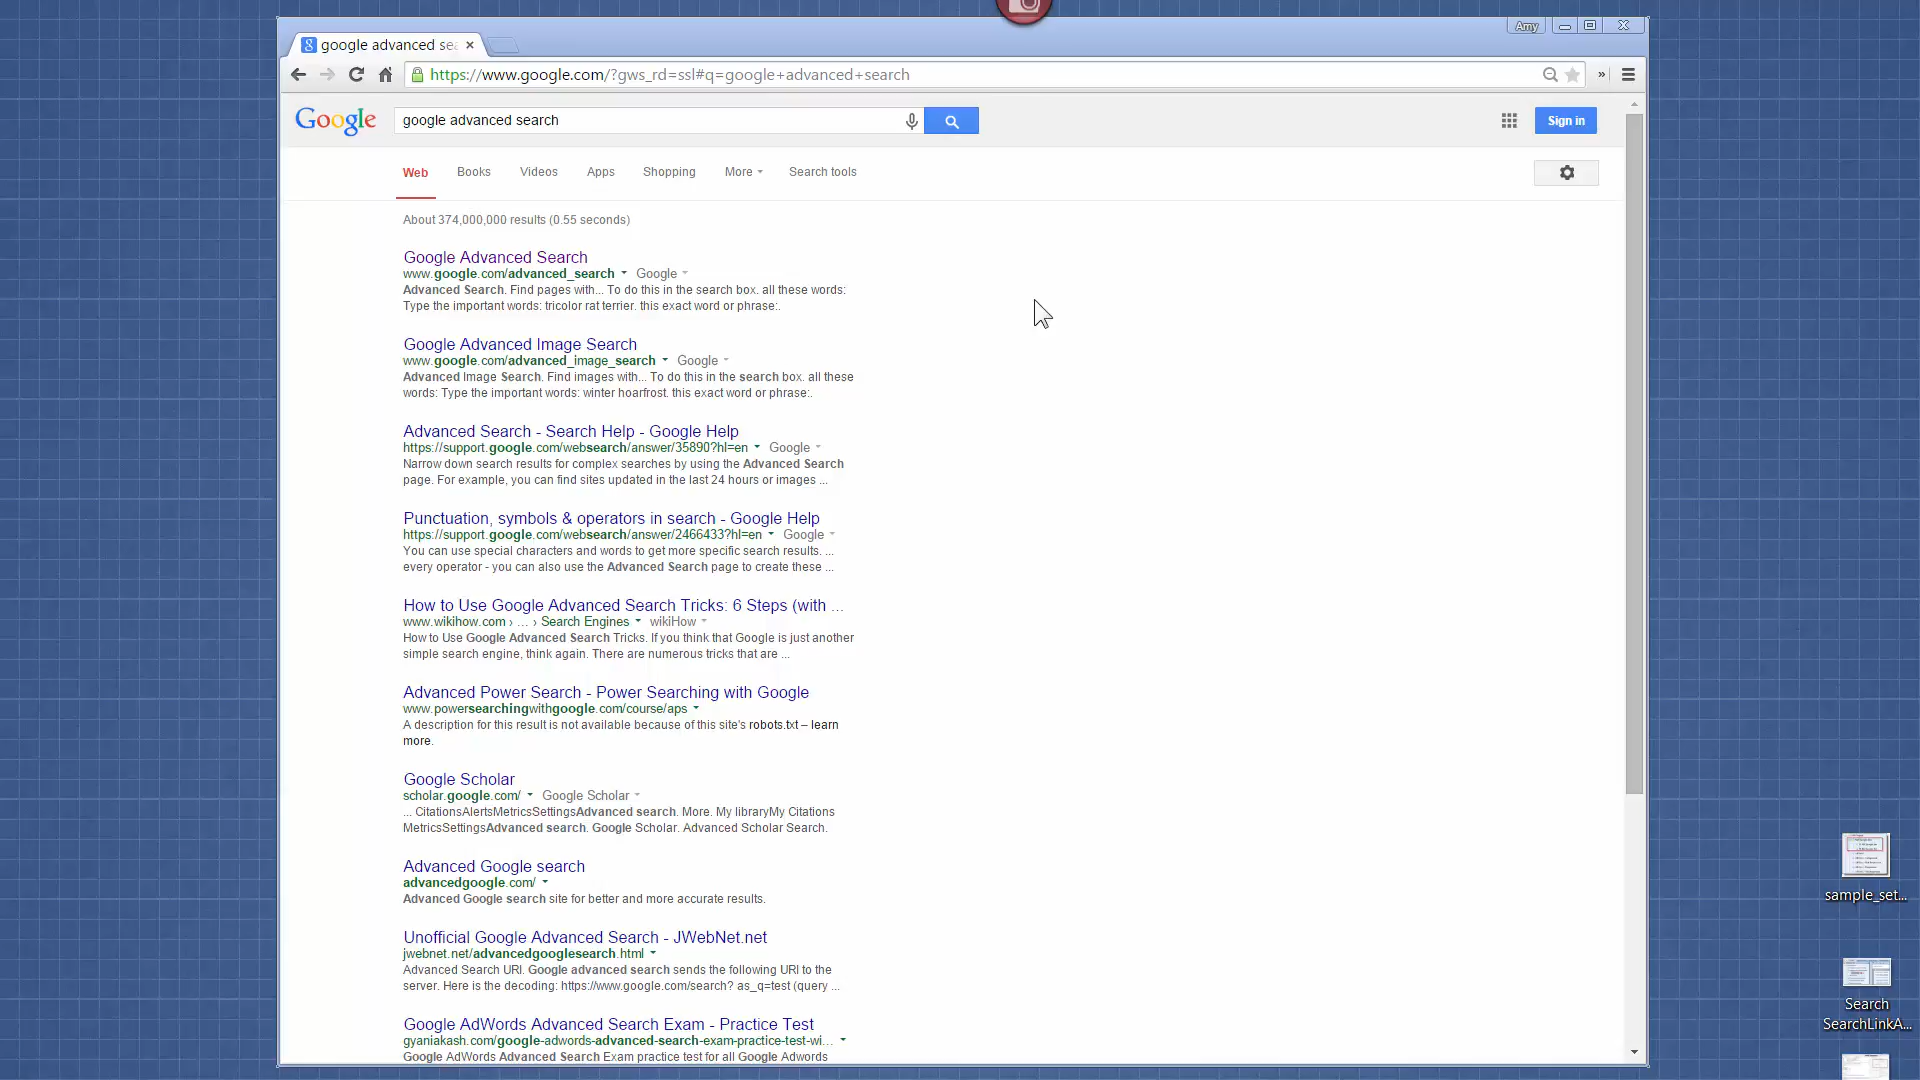 Amy
google advanced sea
https://www.google.com/?gws_rd=ssl#q=google+advanced+search
Google
google advanced search
Sign in
Web Books Videos Apps Shopping More Search tools
About 374,000,000 results (0.55 seconds)
Google Advanced Search
www.google.com/advanced_search Google
Advanced Search. Find pages with... To do this in the search box. all these words:
Type the important words: tricolor rat terrier. this exact word or phrase:.
Google Advanced Image Search
www.google.com/advanced_image_search Google
Advanced Image Search. Find images with... To do this in the search box. all these
words: Type the important words: winter hoarfrost. this exact word or phrase:.
Advanced Search - Search Help - Google Help
https://support.google.com/websearch/answer/35890?hl=en Google
Narrow down search results for complex searches by using the Advanced Search
page. For example, you can find sites updated in the last 24 hours or images ...
Punctuation, symbols & operators in search - Google Help
https://support.google.com/websearch/answer/2466433?hl=en Google
You can use special characters and words to get more specific search results. ...
every operator - you can also use the Advanced Search page to create these ...
How to Use Google Advanced Search Tricks: 6 Steps (with ...
www.wikihow.com › ... › Search Engines wikiHow
How to Use Google Advanced Search Tricks. If you think that Google is just another
simple search engine, think again. There are numerous tricks that are ...
Advanced Power Search - Power Searching with Google
www.powersearchingwithgoogle.com/course/aps
A description for this result is not available because of this site's robots.txt – learn
more.
Google Scholar
scholar.google.com/ Google Scholar
... CitationsAlertsMetricsSettingsAdvanced search. More. My libraryMy Citations
MetricsSettingsAdvanced search. Google Scholar. Advanced Scholar Search.
Advanced Google search
advancedgoogle.com/
Advanced Google search site for better and more accurate results.
Unofficial Google Advanced Search - JWebNet.net
jwebnet.net/advancedgooglesearch.html
Advanced Search URI. Google advanced search sends the following URI to the
server. Here is the decoding: https://www.google.com/search? as_q=test (query ...
Google AdWords Advanced Search Exam - Practice Test
gyaniakash.com/google-adwords-advanced-search-exam-practice-test-wi...
Google AdWords Advanced Search Exam practice test for all Google Adwords
sample_set...
Search
SearchLinkA...